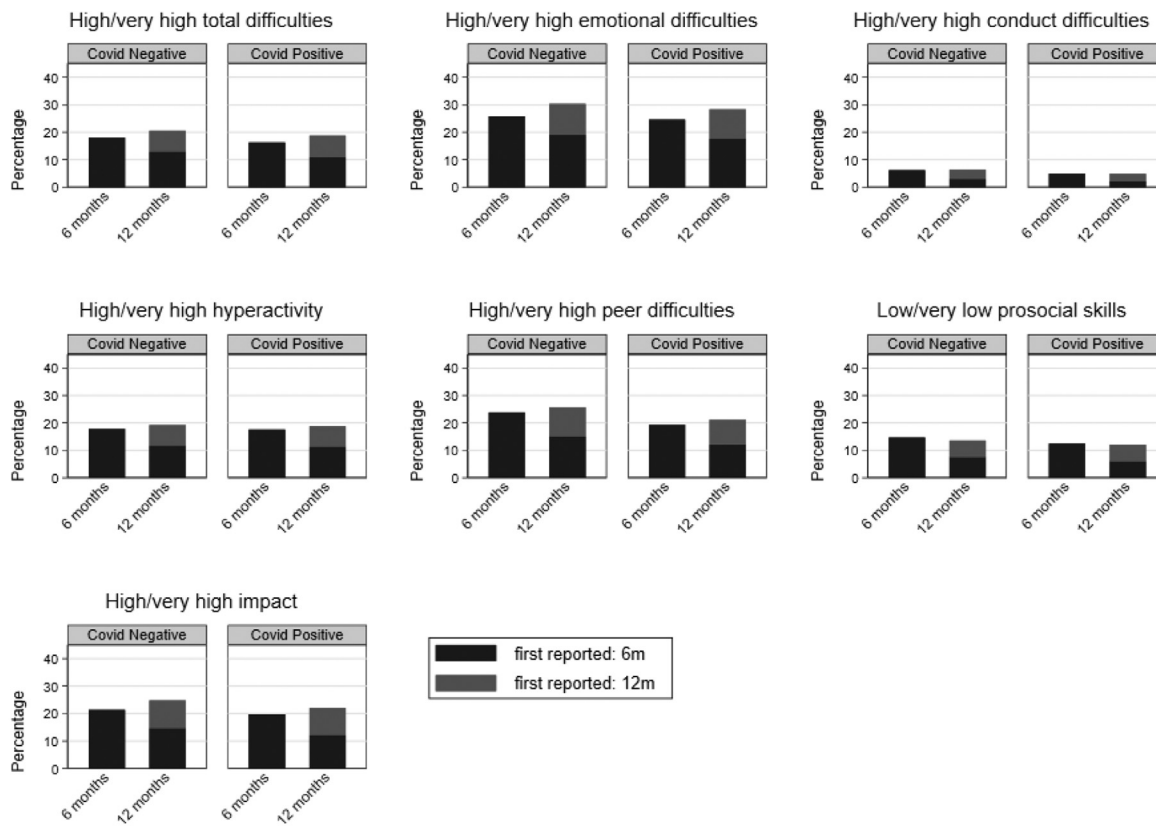 High/very high total difficulties
Covid Negative
Covid Positive
Percentage
40
30
20
10
0
6 months
12 months
6 months
12 months
High/very high emotional difficulties
Covid Negative
Covid Positive
Percentage
40
30
20
10
0
6 months
12 months
6 months
12 months
High/very high conduct difficulties
Covid Negative
Covid Positive
Percentage
40
30
20
10
0
6 months
12 months
6 months
12 months
High/very high hyperactivity
Covid Negative
Covid Positive
Percentage
40
30
20
10
0
6 months
12 months
6 months
12 months
High/very high peer difficulties
Covid Negative
Covid Positive
Percentage
40
30
20
10
0
6 months
12 months
6 months
12 months
Low/very low prosocial skills
Covid Negative
Covid Positive
Percentage
40
30
20
10
0
6 months
12 months
6 months
12 months
High/very high impact
Covid Negative
Covid Positive
Percentage
40
30
20
10
0
6 months
12 months
6 months
12 months
first reported: 6m
first reported: 12m